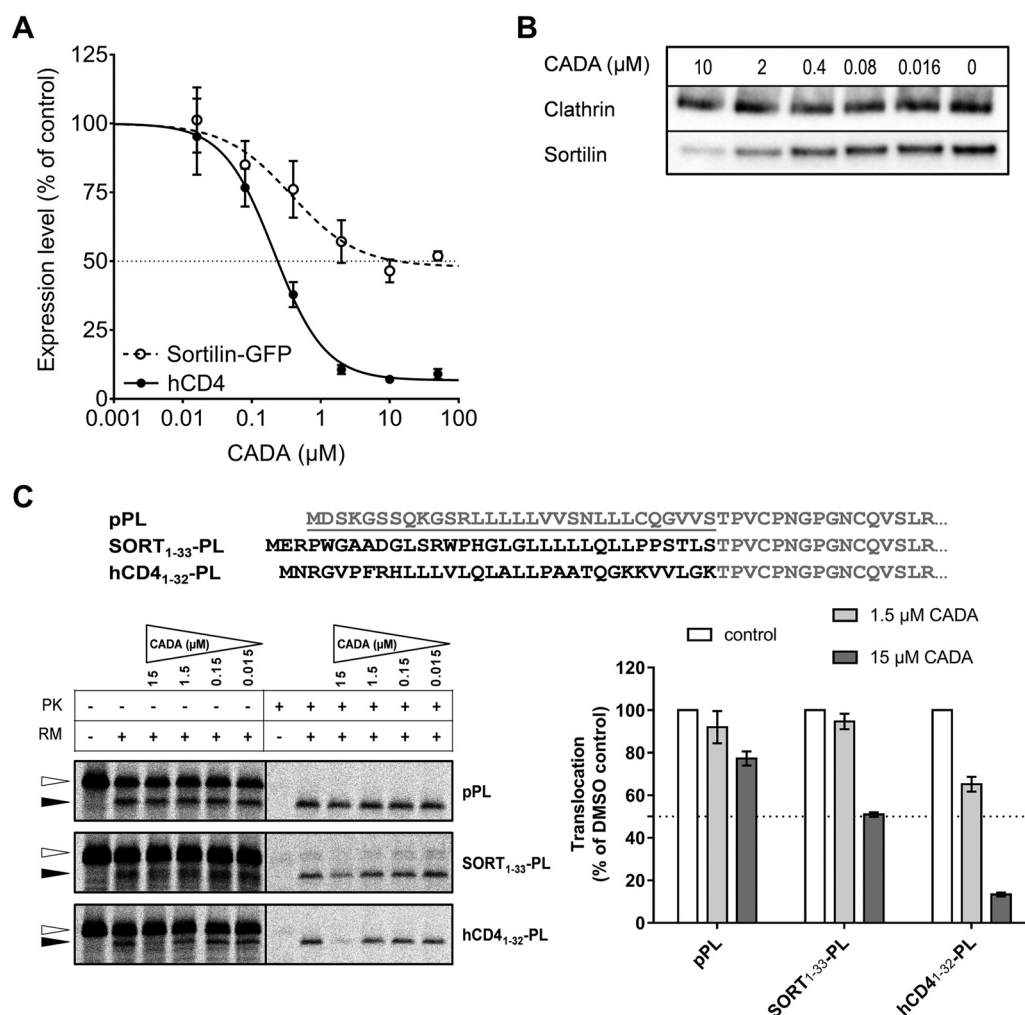 A
125
100
75
50
25
0
Expression level (% of control)
Sortilin-GFP
hCD4
0.001 0.01 0.1 1 10 100
CADA (µM)
B
CADA (µM) 10 2 0.4 0.08 0.016 0
Clathrin
Sortilin
C
pPL MDSKGSSQKGSRLLLLLVVSNLLLCQGVVSTPVCPNGPGNCQVSLR...
SORT1-33-PL MERPWGAADGLSRWPHGLGLLLLLQLLPPSTLSTPVCPNGPGNCQVSLR...
hCD41-32-PL MNRGVPFRHLLLVLQLALLPAATQGKKVVLGKTPVCPNGPGNCQVSLR...
CADA (µM) CADA (µM)
15 1.5 0.15 0.015 15 1.5 0.15 0.015
PK - - - - - - + + + + + +
RM - + + + + + - + + + + +
pPL
SORT1-33-PL
hCD41-32-PL
control
1.5 µM CADA
15 µM CADA
120
100
80
60
40
20
0
Translocation
(% of DMSO control)
pPL
SORT1-33-PL
hCD41-32-PL